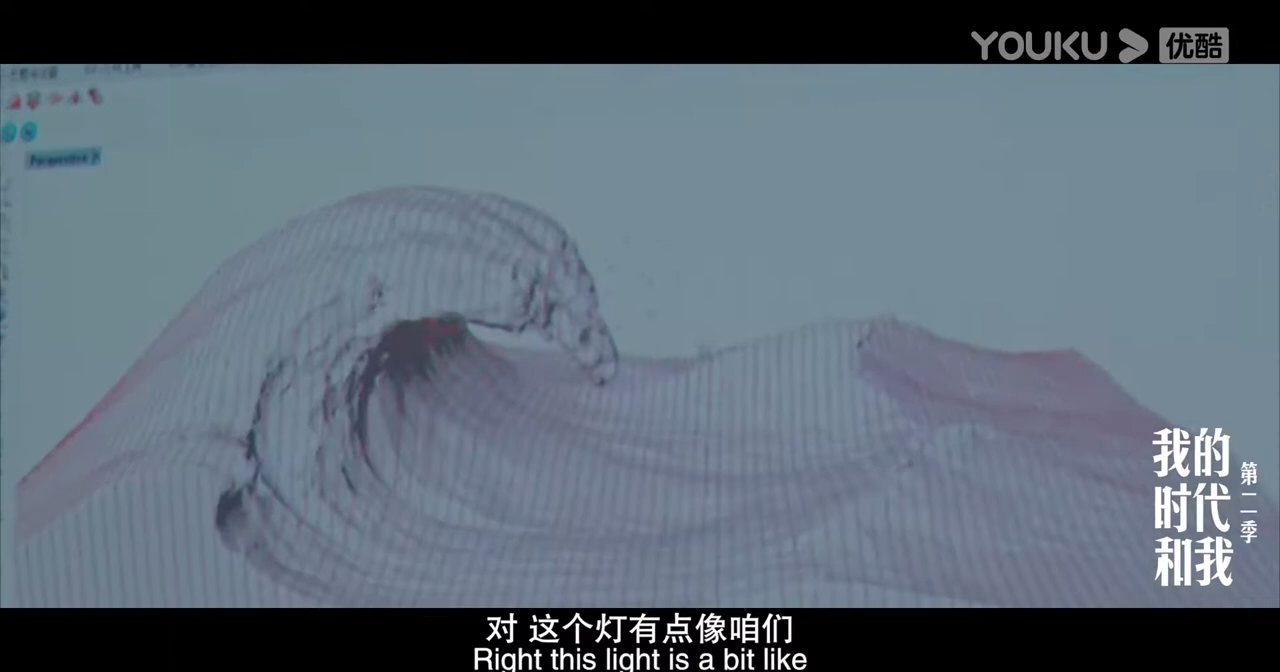 YOUKU 优酷
Perspective
我的
时代
和我
第二季
对 这个灯有点像咱们
Right this light is a bit like